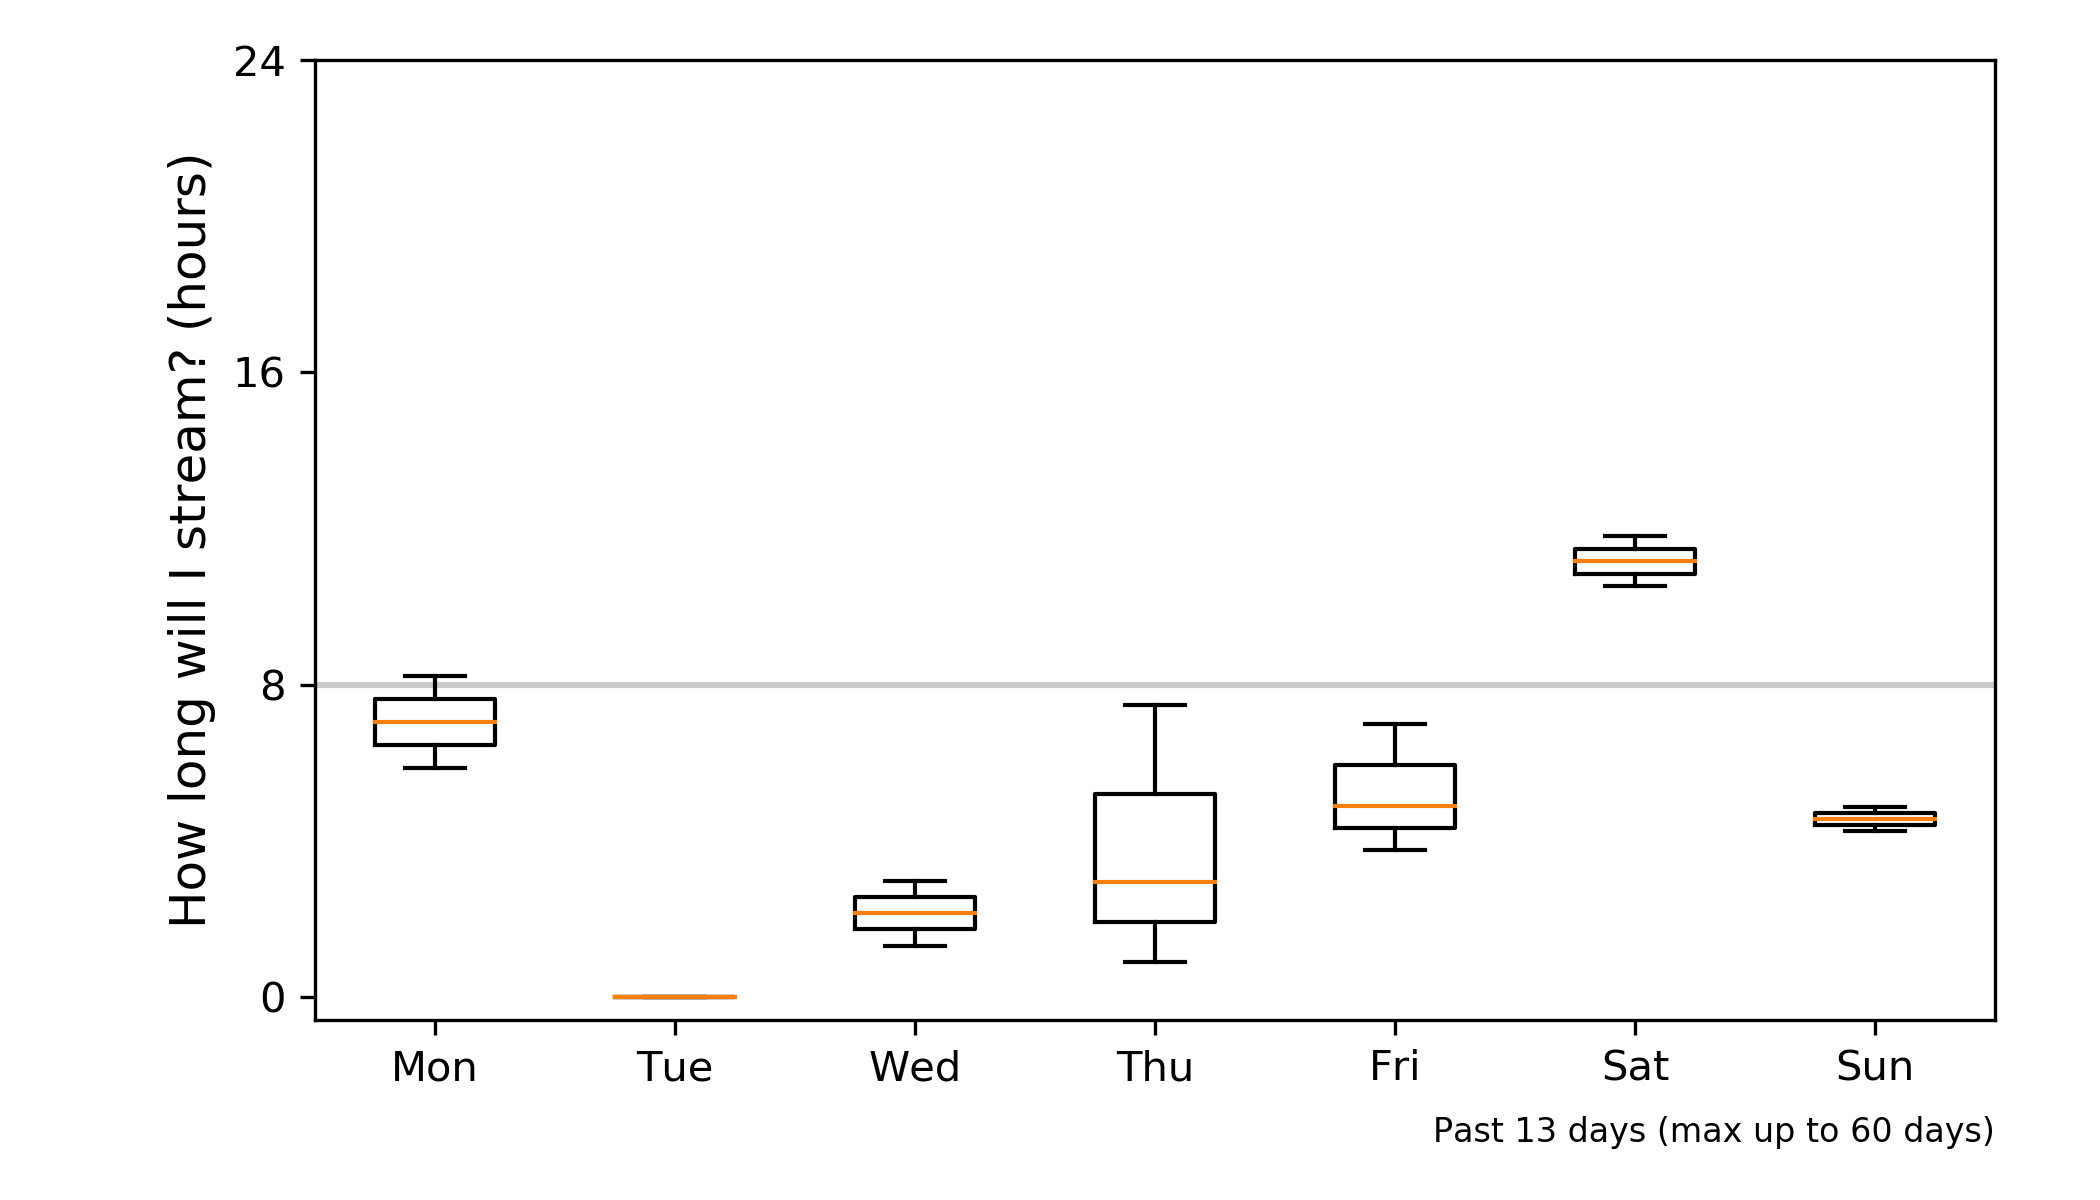 How long will I stream? (hours)
24
16
8
0
Mon Tue Wed Thu Fri Sat Sun
Past 13 days (max up to 60 days)